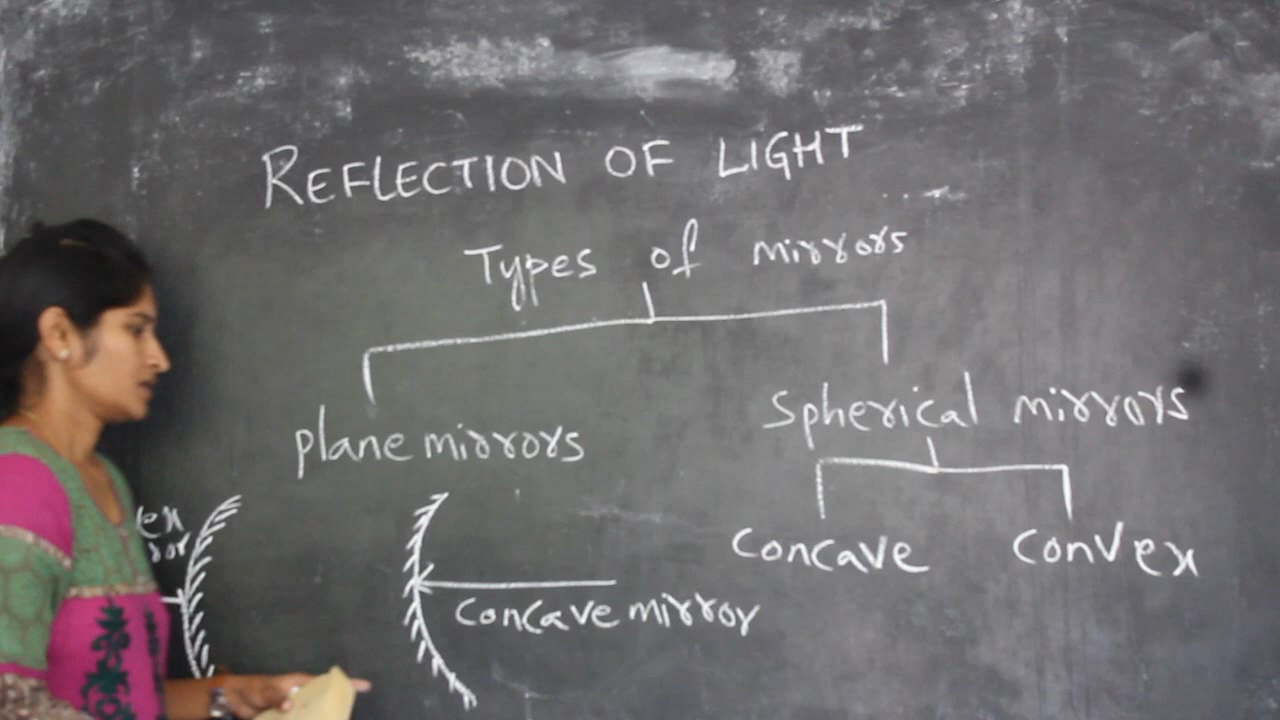 REFLECTION OF LIGHT
Types of mirrors
plane mirrors
Spherical mirrors
Concave
Convex
Concave mirror